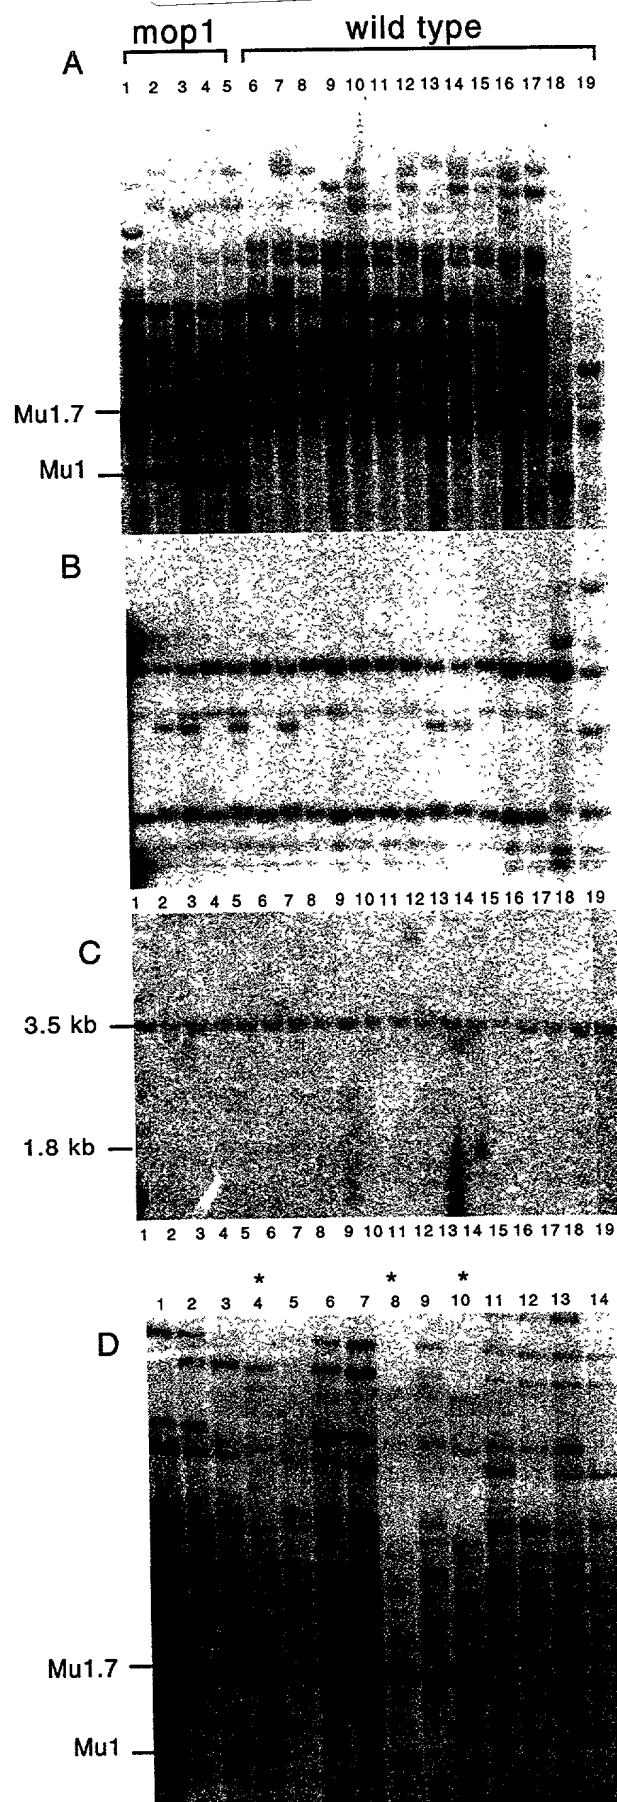 mop1 wild type
A
1 2 3 4 5 6 7 8 9 10 11 12 13 14 15 16 17 18 19
Mu1.7
Mu1
B
1 2 3 4 5 6 7 8 9 10 11 12 13 14 15 16 17 18 19
C
3.5 kb
1.8 kb
1 2 3 4 5 6 7 8 9 10 11 12 13 14 15 16 17 18 19
* * *
1 2 3 4 5 6 7 8 9 10 11 12 13 14
D
Mu1.7
Mu1